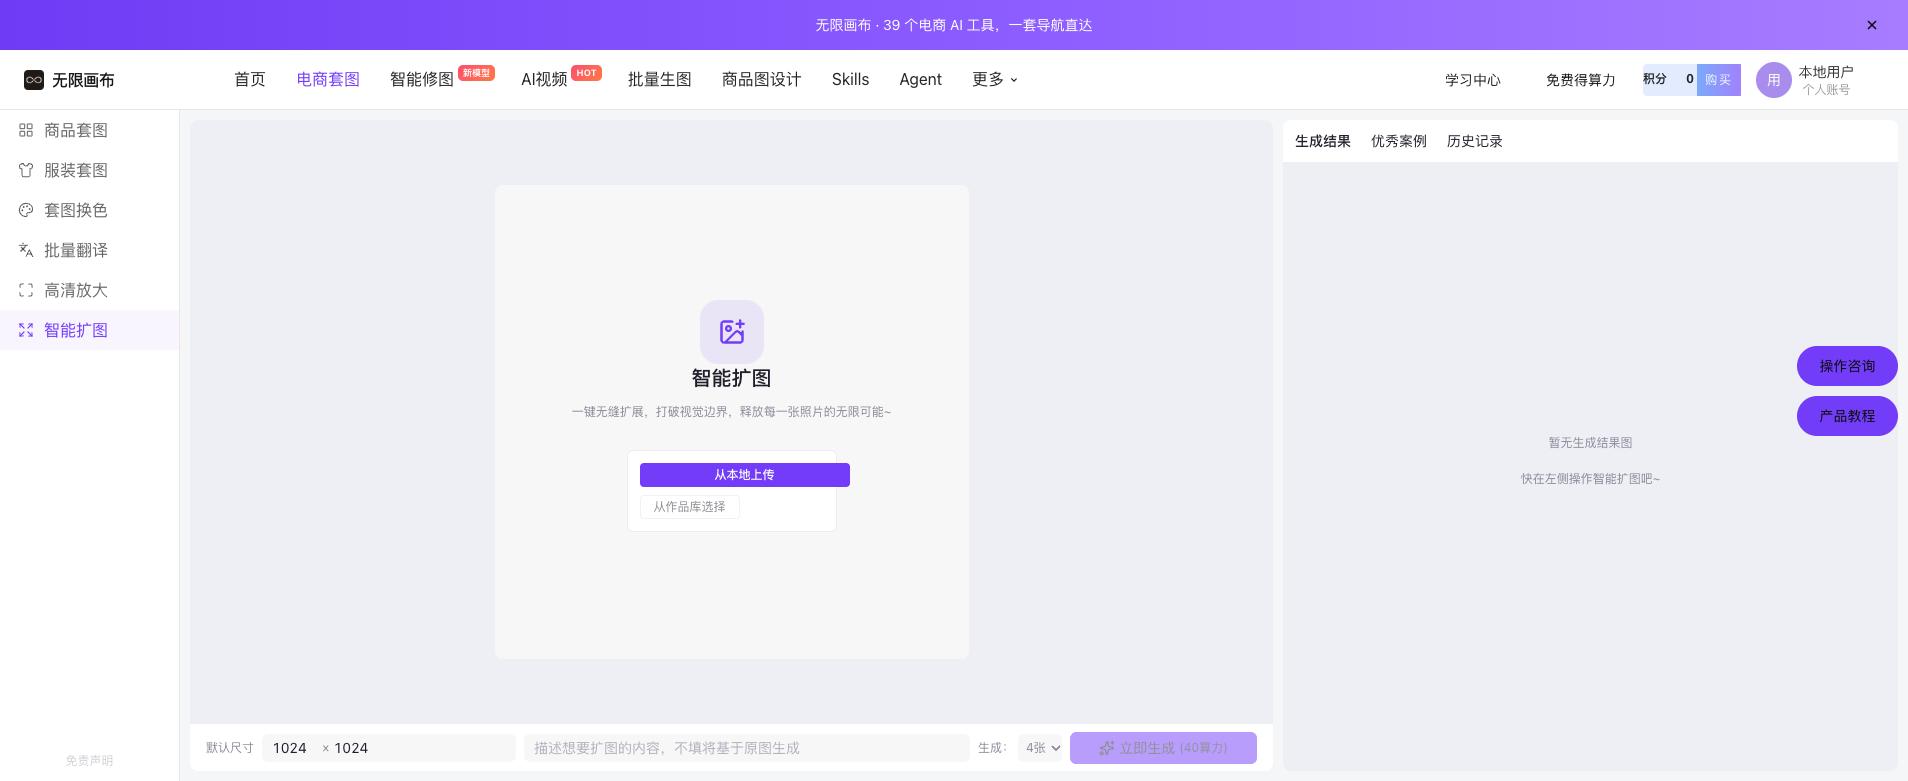 无限画布 · 39 个电商 AI 工具，一套导航直达
无限画布
首页
电商套图
智能修图
新模型
AI视频
HOT
批量生图
商品图设计
Skills
Agent
更多
学习中心
免费得算力
积分 0
购买
用
本地用户
个人账号
商品套图
服装套图
套图换色
批量翻译
高清放大
智能扩图
免责声明
智能扩图
一键无缝扩展，打破视觉边界，释放每一张照片的无限可能~
从本地上传
从作品库选择
默认尺寸
1024 × 1024
描述想要扩图的内容，不填将基于原图生成
生成：
4张
立即生成 (40算力)
生成结果
优秀案例
历史记录
操作咨询
产品教程
暂无生成结果图
快在左侧操作智能扩图吧~